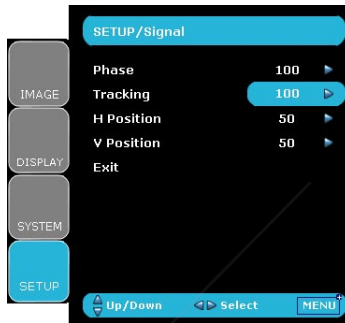 SETUP/Signal
Phase 100
Tracking 100
H Position 50
V Position 50
Exit
IMAGE
DISPLAY
SYSTEM
SETUP
Up/Down Select MENU